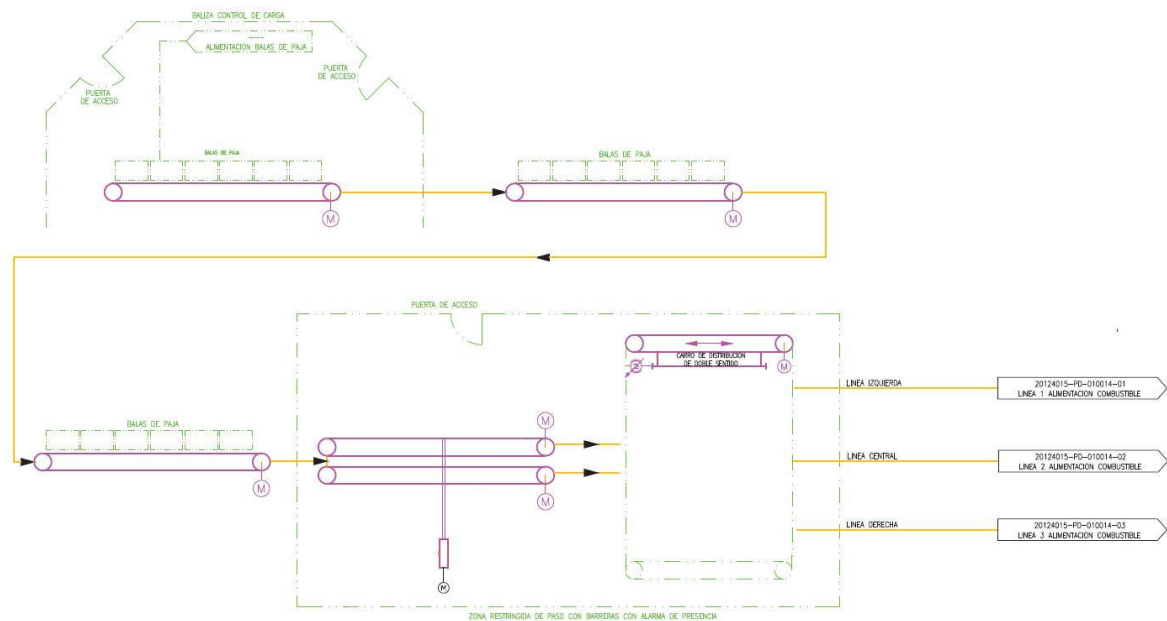 BALIZA CONTROL DE CARGA
ALIMENTACION BALAS DE PAJA
PUERTA
DE ACCESO
PUERTA
DE ACCESO
BALAS DE PAJA
BALAS DE PAJA
M
M
PUERTA DE ACCESO
CARRO DE DISTRIBUCION
DE DOBLE SENTIDO
M
M
LINEA IZQUIERDA
20124015-PD-010014-01
LINEA 1 ALIMENTACION COMBUSTIBLE
BALAS DE PAJA
M
M
M
LINEA CENTRAL
20124015-PD-010014-02
LINEA 2 ALIMENTACION COMBUSTIBLE
LINEA DERECHA
20124015-PD-010014-03
LINEA 3 ALIMENTACION COMBUSTIBLE
M
ZONA RESTRINGIDA DE PASO CON BARRERAS CON ALARMA DE PRESENCIA